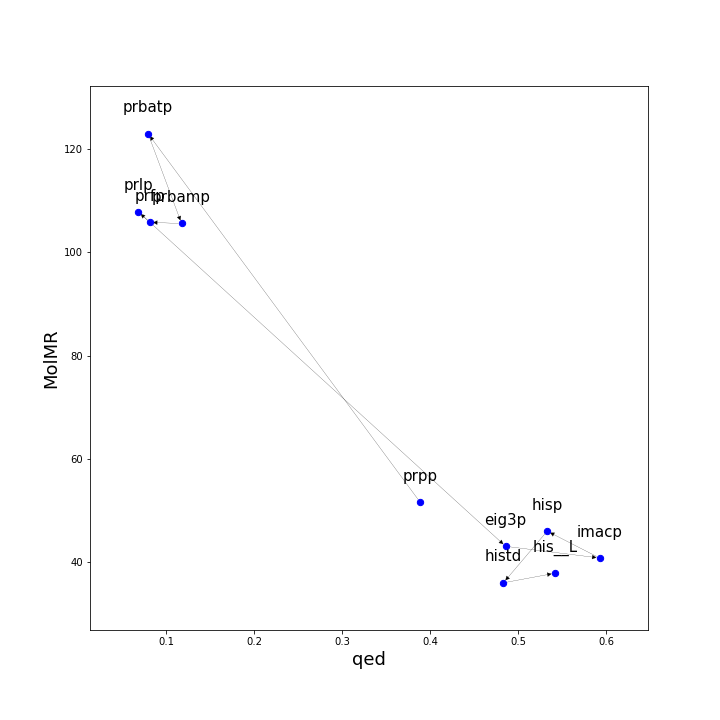 prbatp
prlp
prfp
prbamp
prpp
hisp
eig3p
imacp
his__L
histd
120
100
80
60
40
MolMR
0.1 0.2 0.3 0.4 0.5 0.6
qed